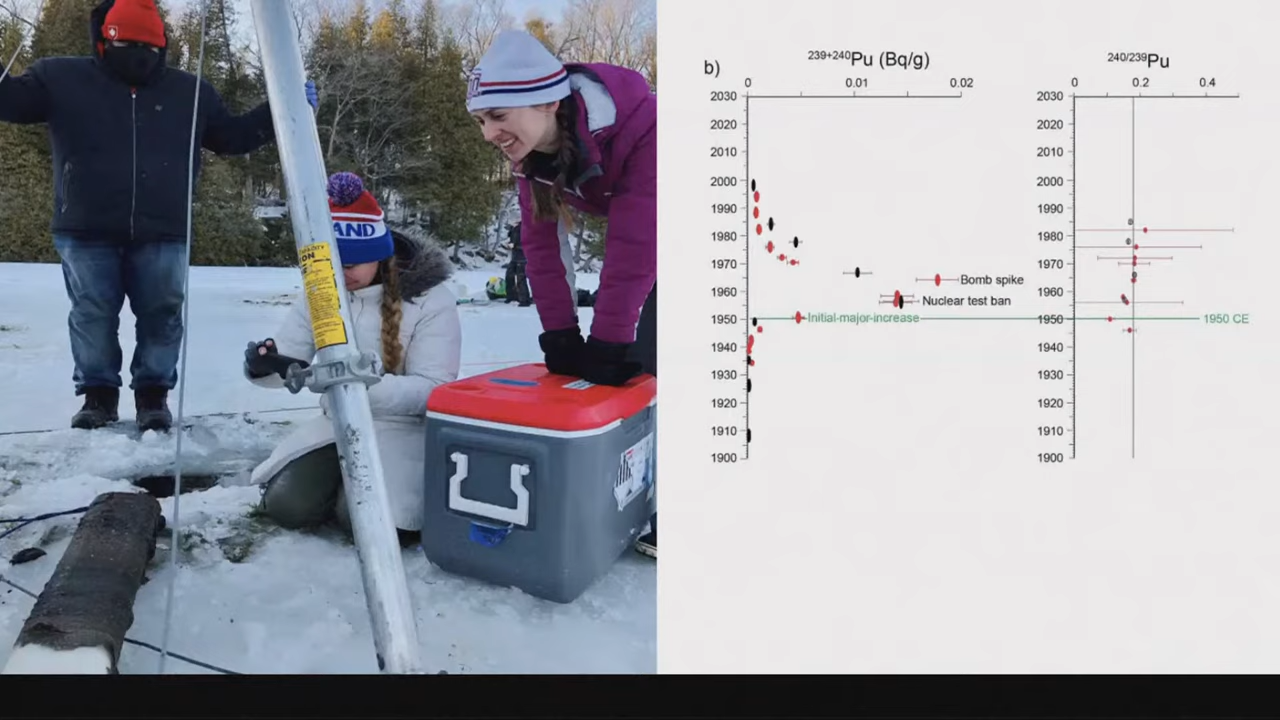 AND
b)
239+240Pu (Bq/g)
240/239Pu
0 0.01 0.02
0 0.2 0.4
2030 2030
2020 2020
2010 2010
2000 2000
1990 1990
1980 1980
1970 1970
Bomb spike
1960 1960
Nuclear test ban
1950 Initial-major-increase 1950 1950 CE
1940 1940
1930 1930
1920 1920
1910 1910
1900 1900